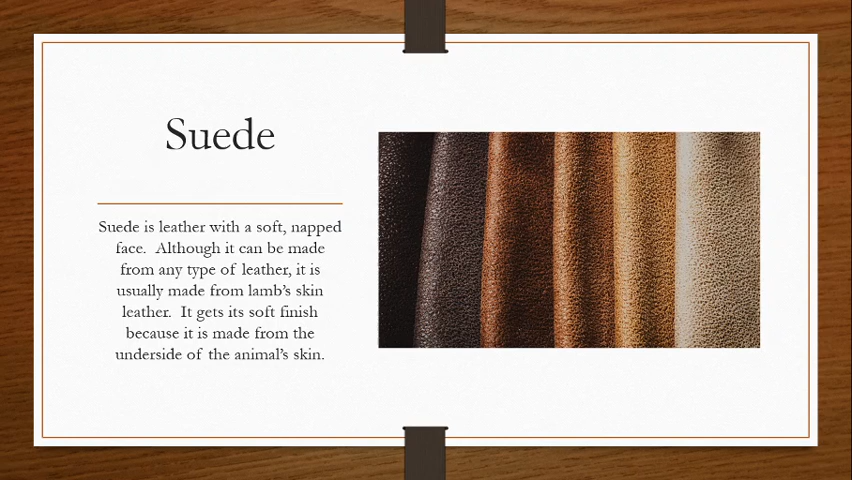 Suede
Suede is leather with a soft, napped
face.  Although it can be made
from any type of leather, it is
usually made from lamb’s skin
leather.  It gets its soft finish
because it is made from the
underside of the animal’s skin.